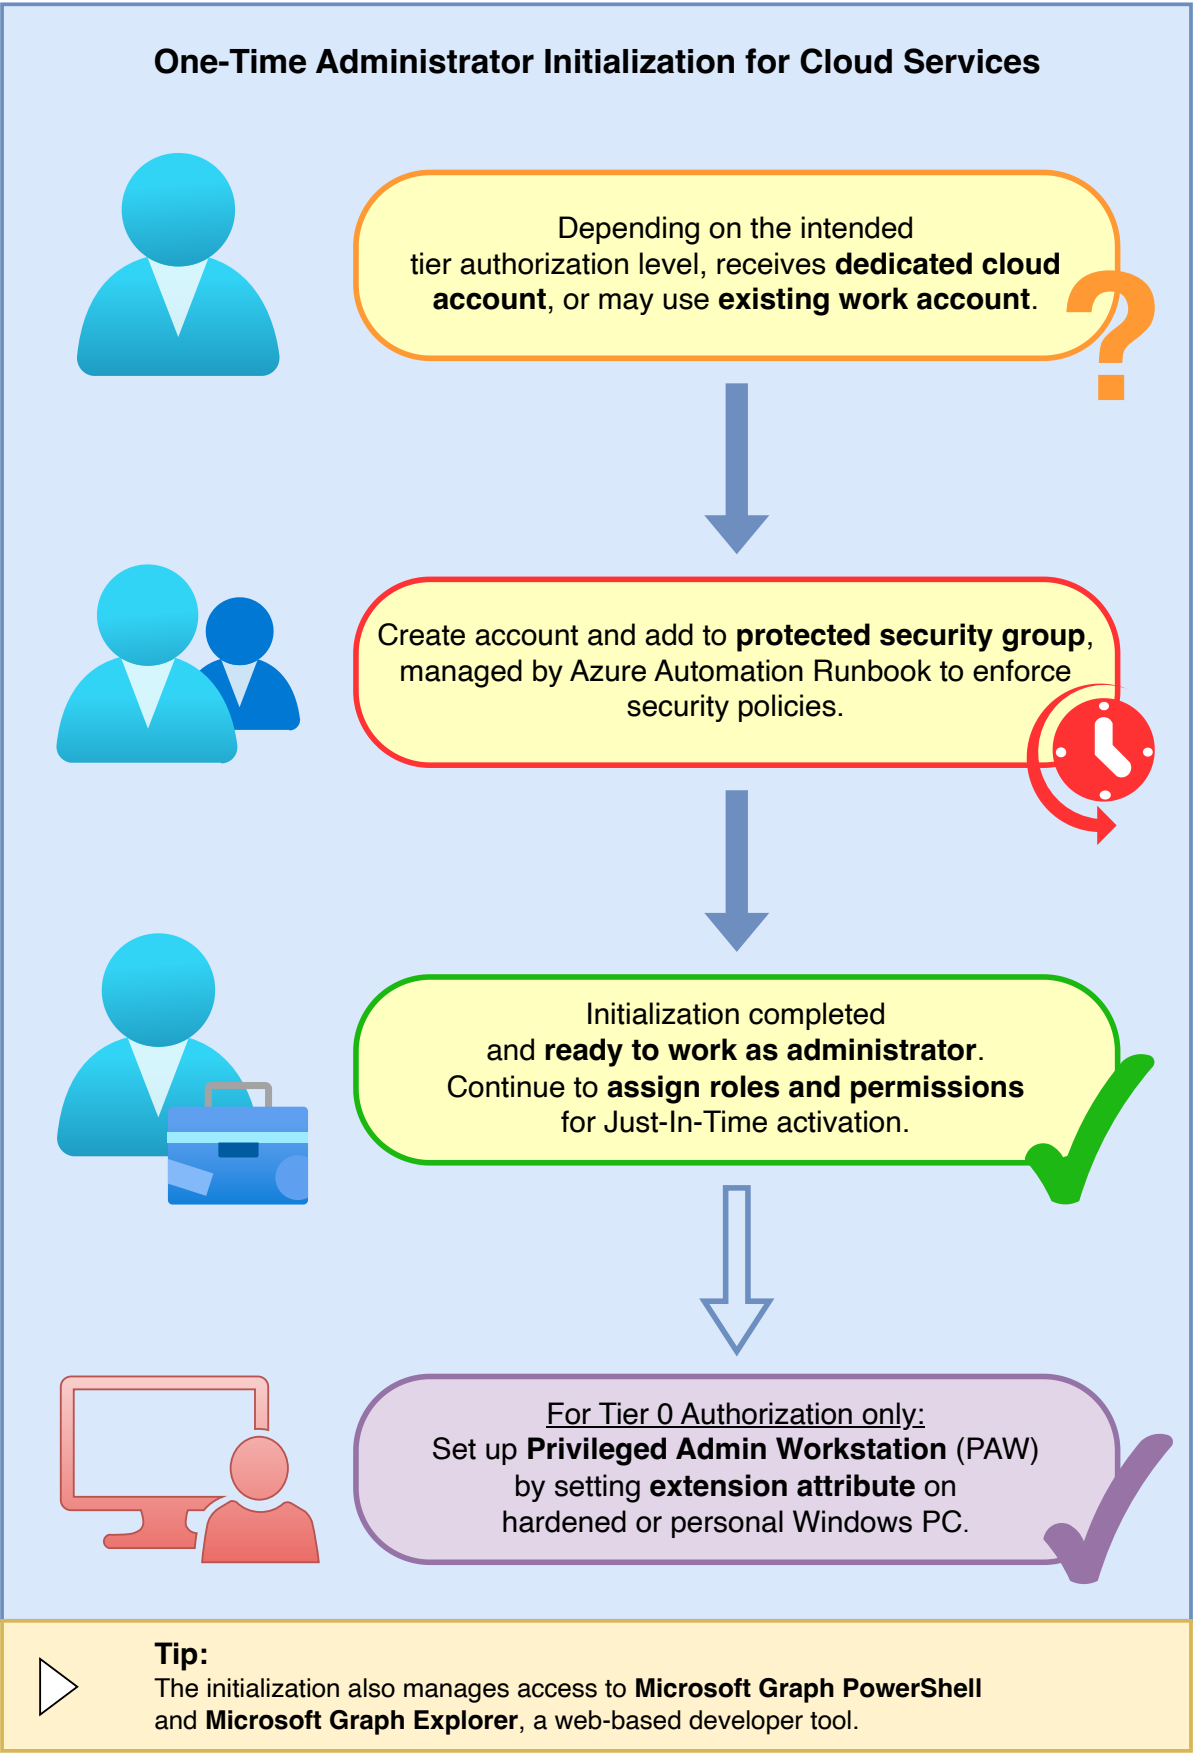 One-Time Administrator Initialization for Cloud Services
Depending on the intended
tier authorization level, receives dedicated cloud
account, or may use existing work account.
?
Create account and add to protected security group,
managed by Azure Automation Runbook to enforce
security policies.
Initialization completed
and ready to work as administrator.
Continue to assign roles and permissions
for Just-In-Time activation.
For Tier 0 Authorization only:
Set up Privileged Admin Workstation (PAW)
by setting extension attribute on
hardened or personal Windows PC.
Tip:
The initialization also manages access to Microsoft Graph PowerShell
and Microsoft Graph Explorer, a web-based developer tool.